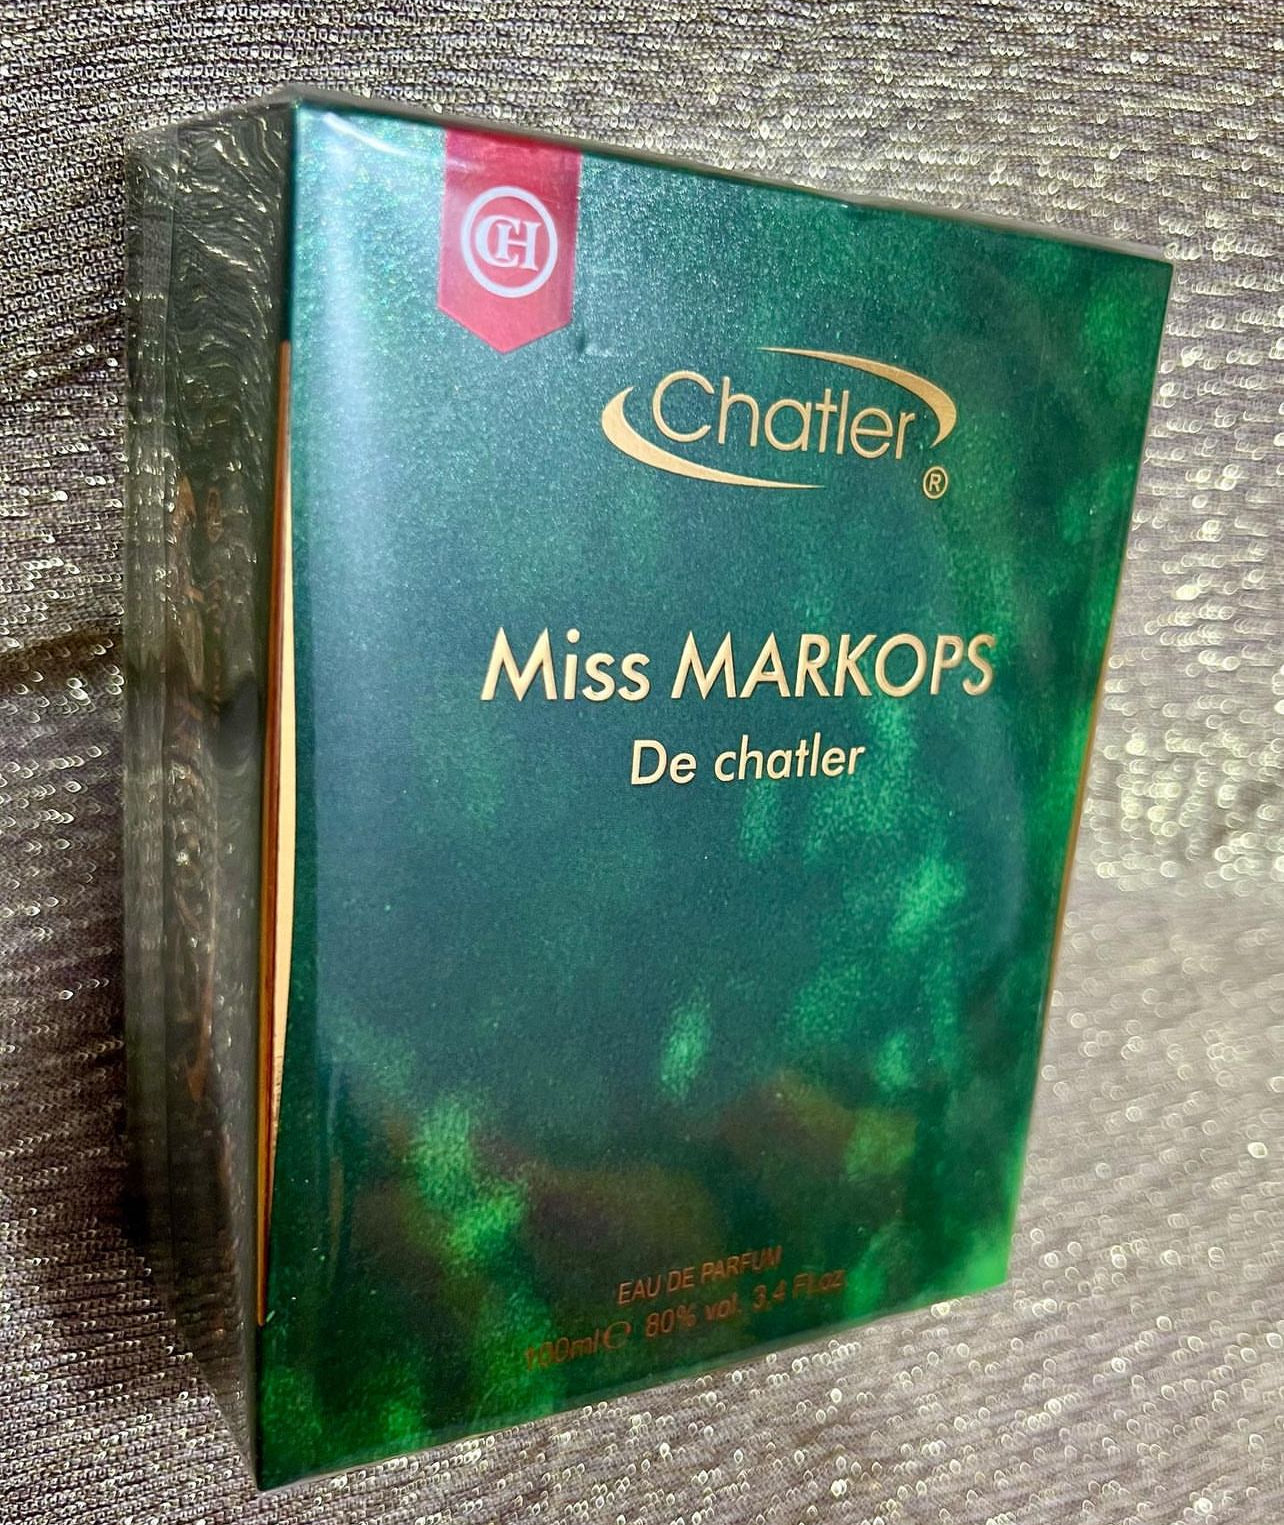 CH
Chatler
®
Miss MARKOPS
De chatler
EAU DE PARFUM
100ml℮ 80% vol. 3,4 Fl.oz